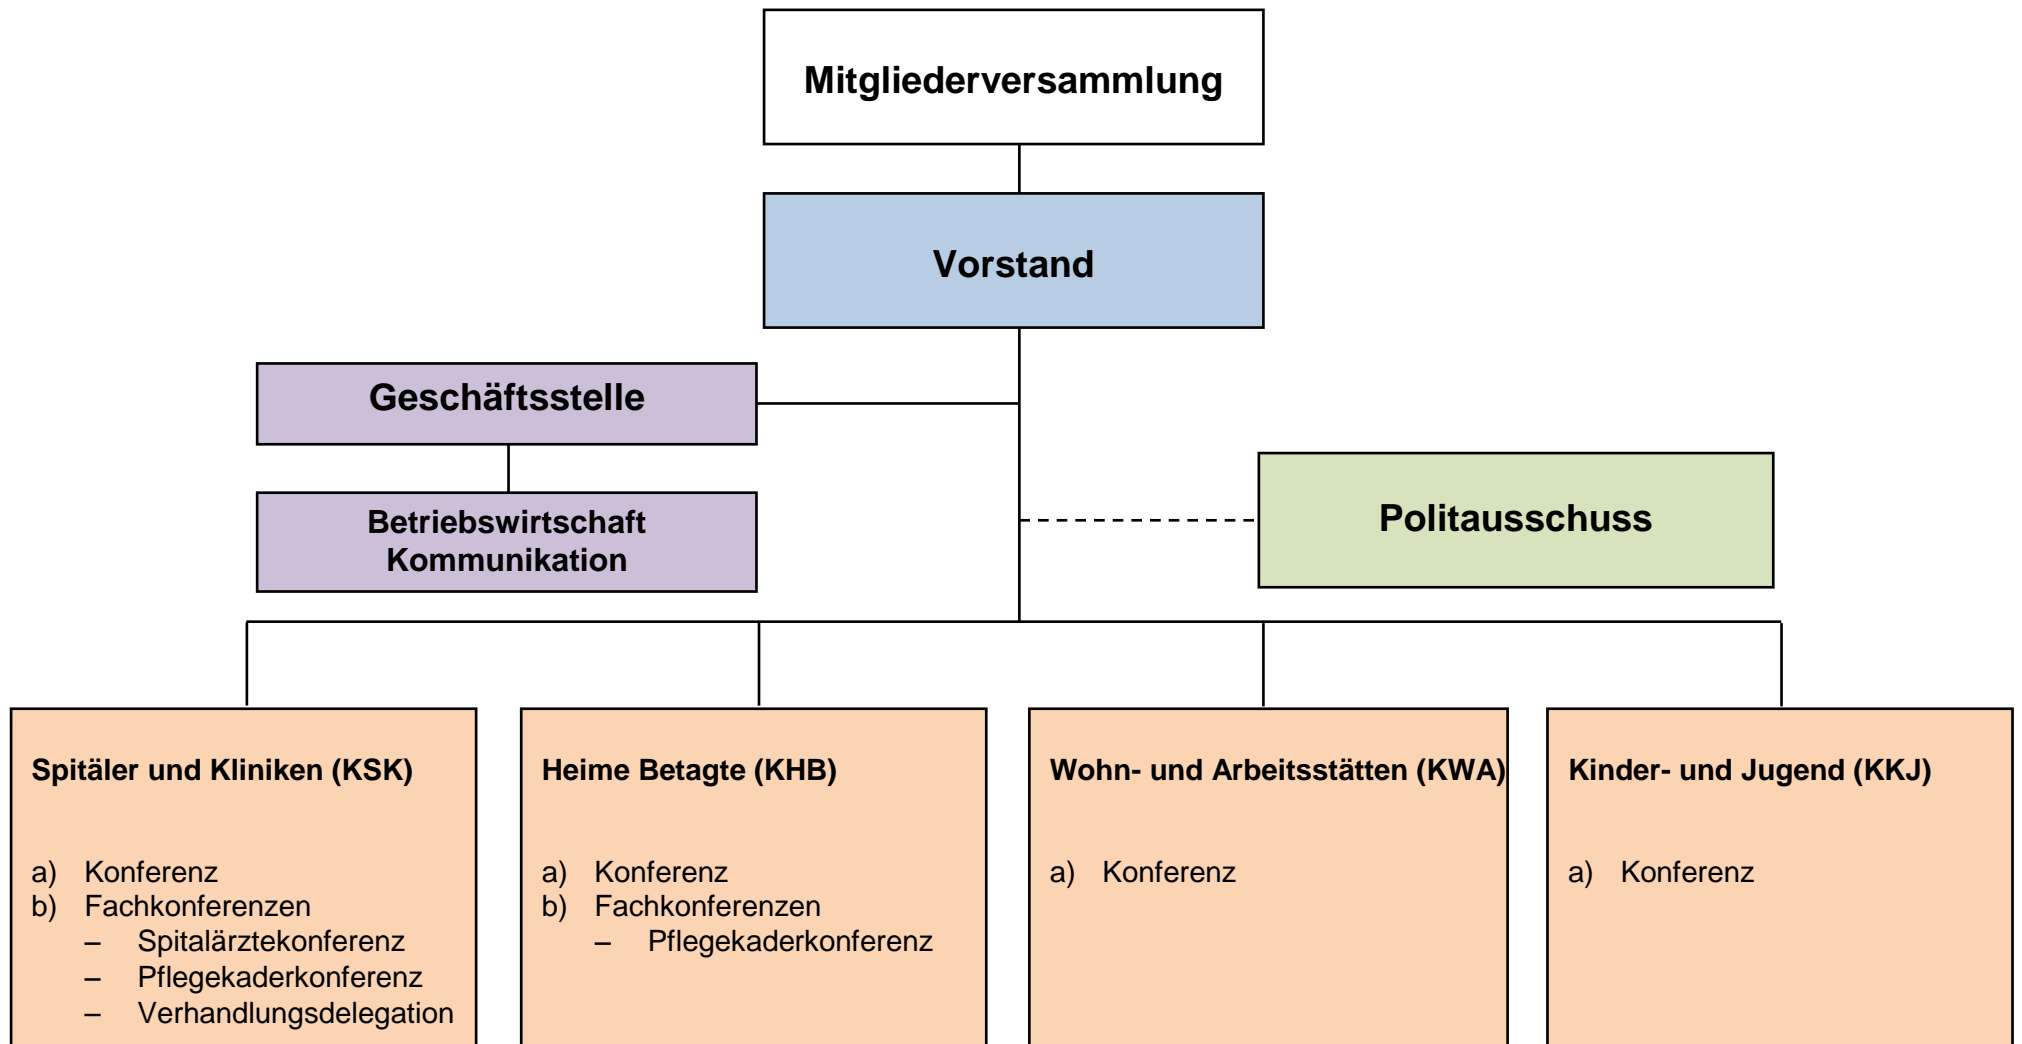 Mitgliederversammlung
Vorstand
Geschäftsstelle
Betriebswirtschaft
Kommunikation
Politausschuss
Spitäler und Kliniken (KSK)
a) Konferenz
b) Fachkonferenzen
– Spitalärztekonferenz
– Pflegekaderkonferenz
– Verhandlungsdelegation
Heime Betagte (KHB)
a) Konferenz
b) Fachkonferenzen
– Pflegekaderkonferenz
Wohn- und Arbeitsstätten (KWA)
a) Konferenz
Kinder- und Jugend (KKJ)
a) Konferenz